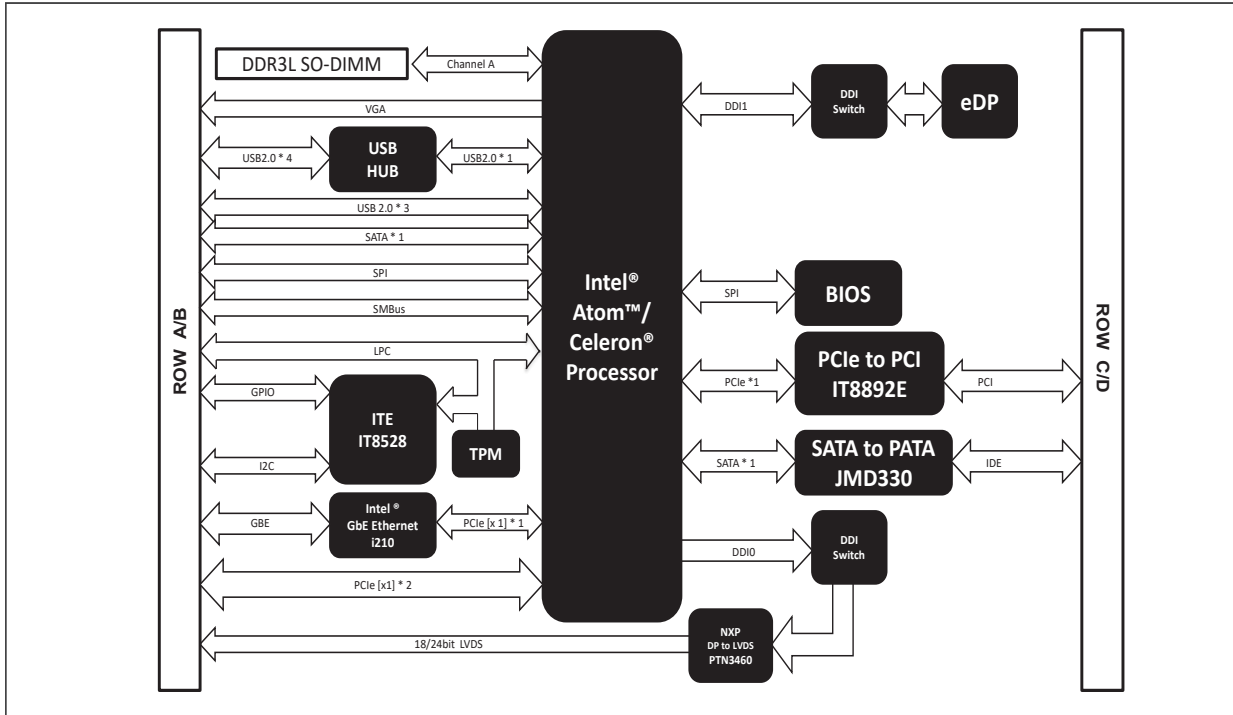 ROW A/B
DDR3L SO-DIMM
Channel A
VGA
USB2.0 * 4
USB
HUB
USB2.0 * 1
USB 2.0 * 3
SATA * 1
SPI
SMBus
LPC
GPIO
ITE
IT8528
TPM
I2C
GBE
Intel ®
GbE Ethernet
i210
PCIe [x 1] * 1
PCIe [x1] * 2
18/24bit LVDS
Intel®
Atom™/
Celeron®
Processor
DDI1
DDI
Switch
eDP
SPI
BIOS
PCIe *1
PCIe to PCI
IT8892E
PCI
SATA * 1
SATA to PATA
JMD330
IDE
DDI0
DDI
Switch
NXP
DP to LVDS
PTN3460
ROW C/D